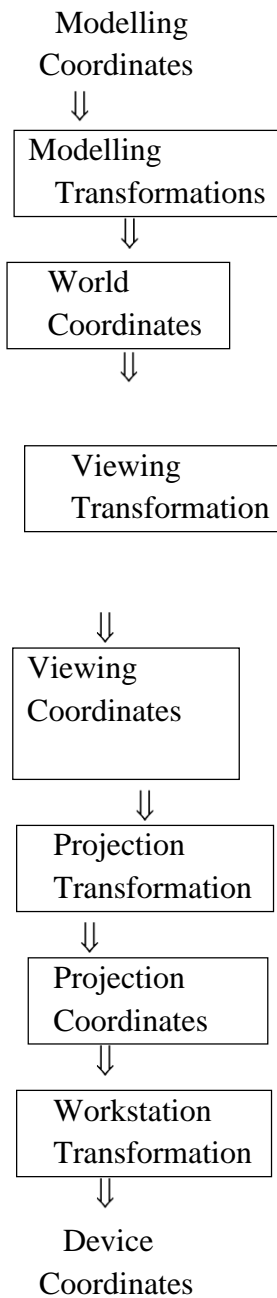 Modelling
Coordinates
⇓
Modelling
Transformations
⇓
World
Coordinates
⇓
Viewing
Transformation
⇓
Viewing
Coordinates
⇓
Projection
Transformation
⇓
Projection
Coordinates
⇓
Workstation
Transformation
⇓
Device
Coordinates